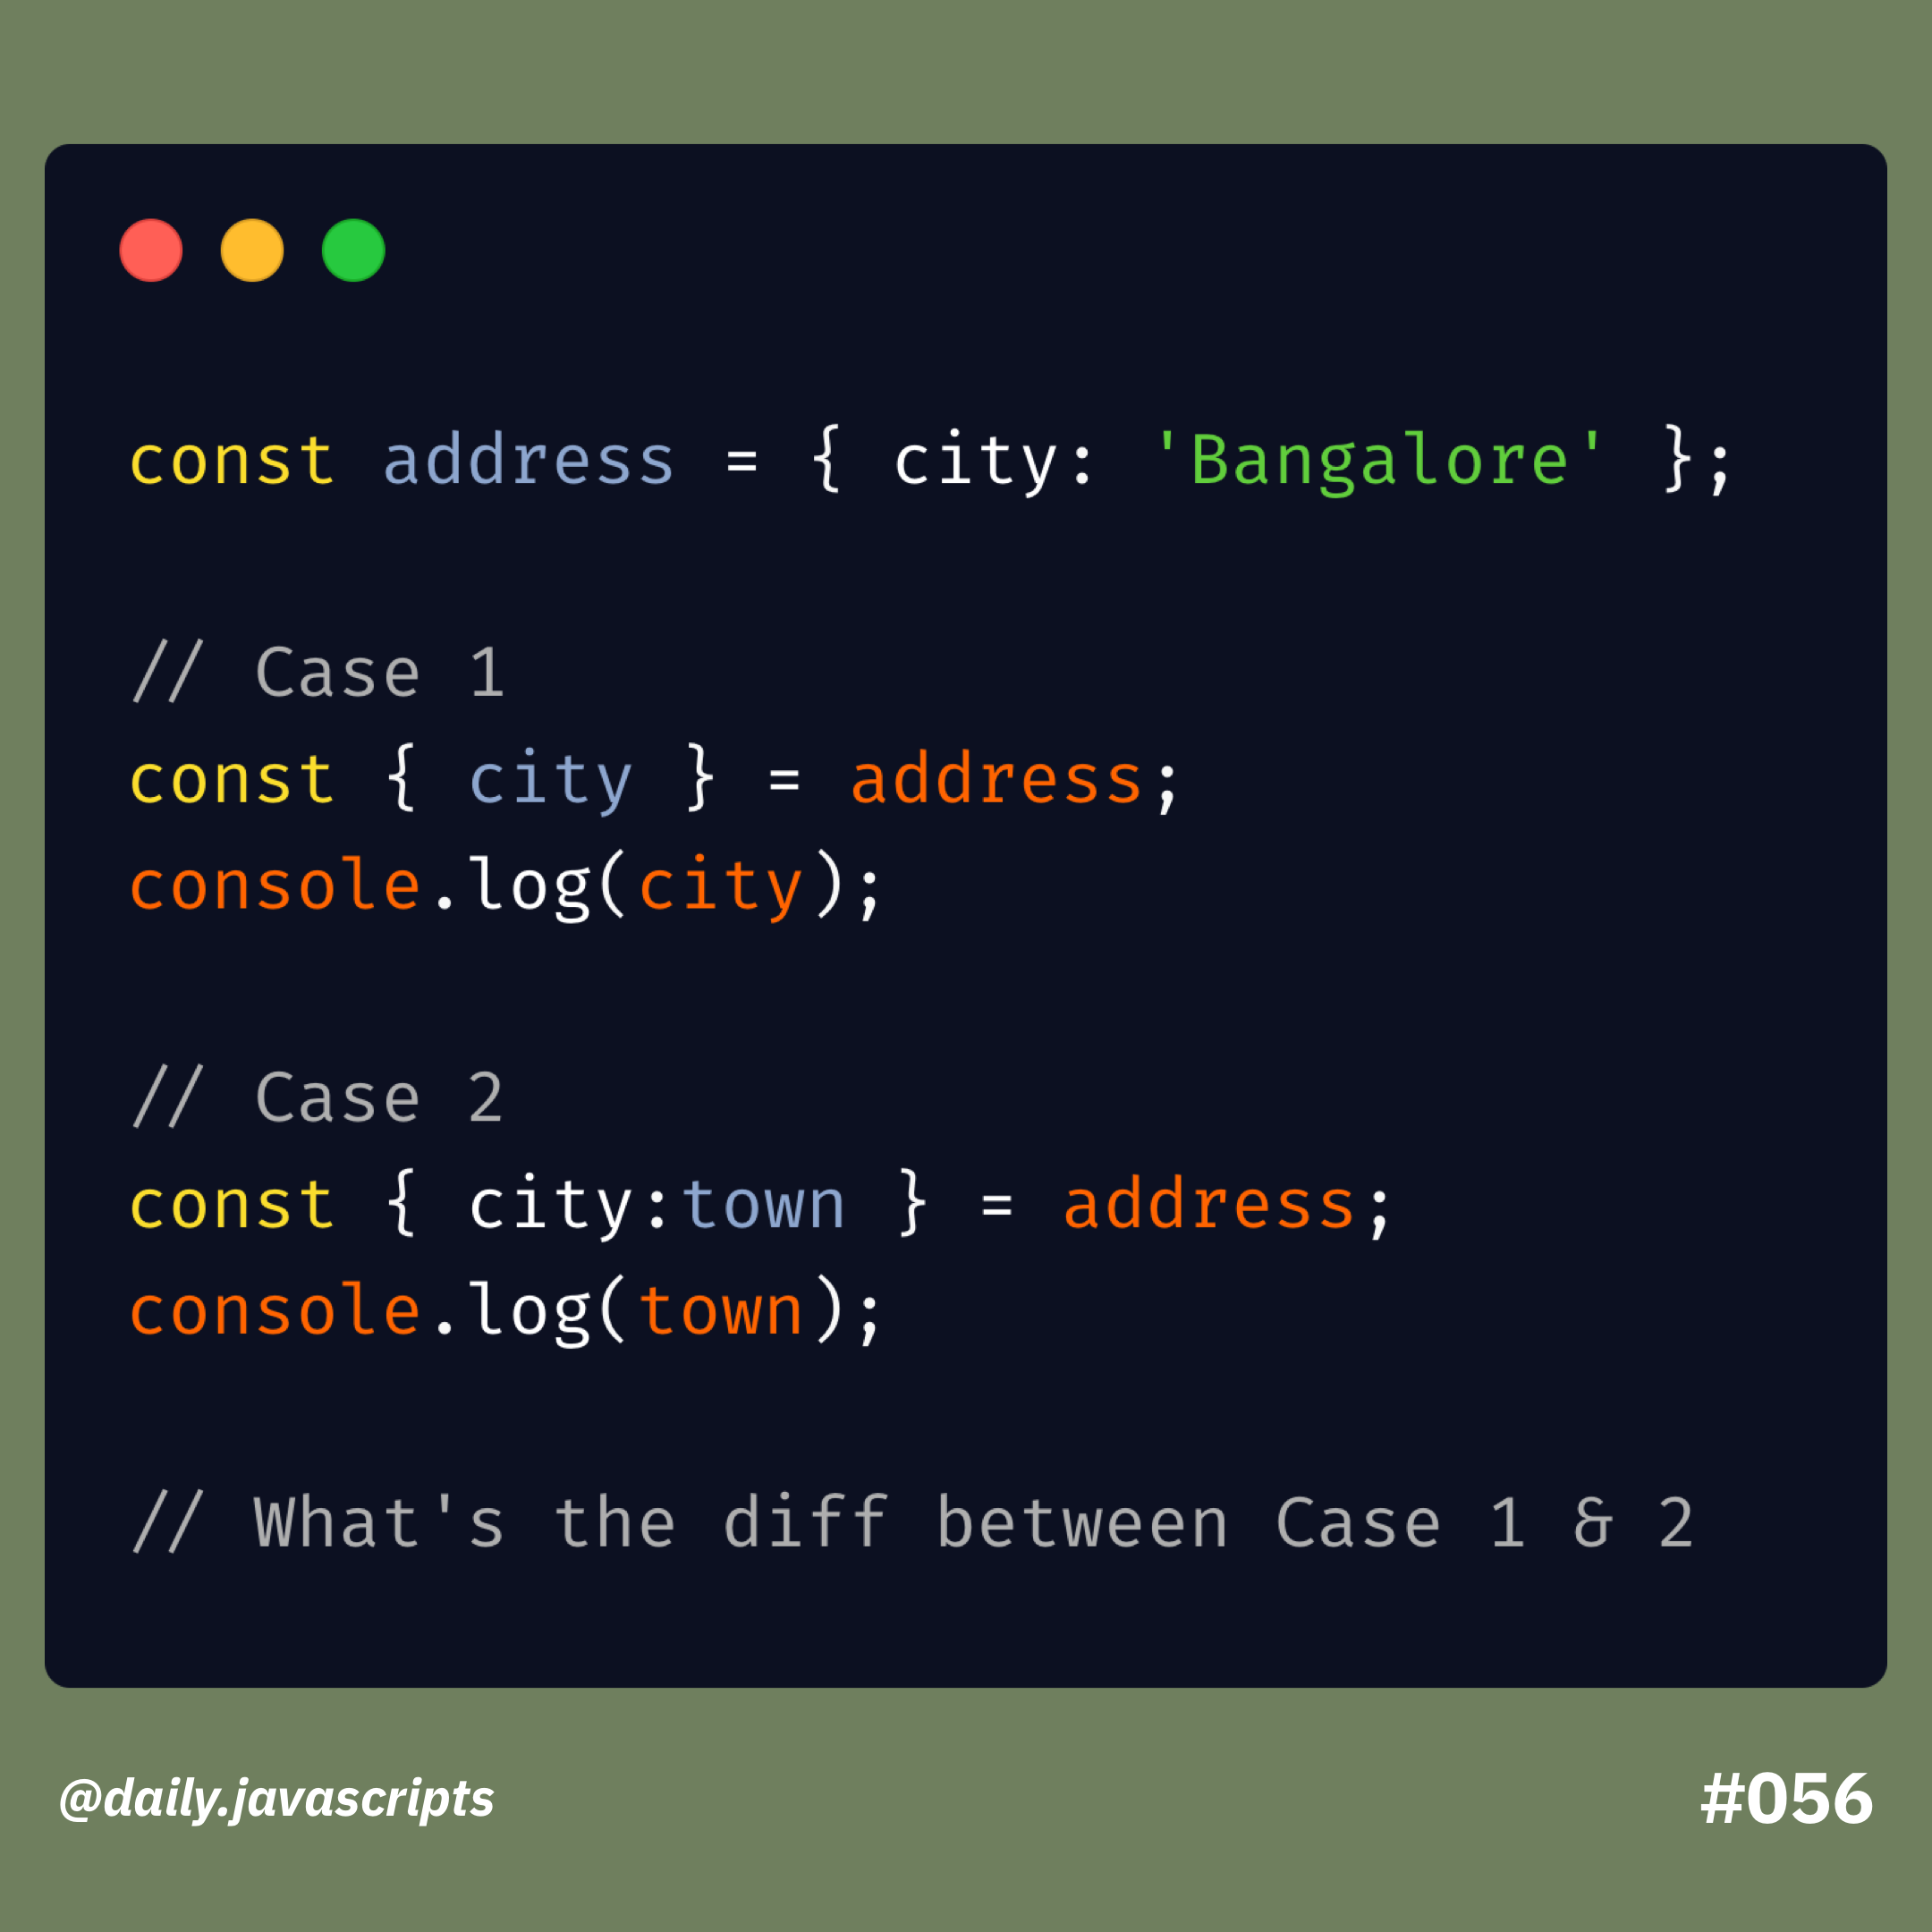 const address = { city: 'Bangalore' };
// Case 1
const { city } = address;
console.log(city);
// Case 2
const { city:town } = address;
console.log(town);
// What's the diff between Case 1 & 2
@daily.javascripts
#056